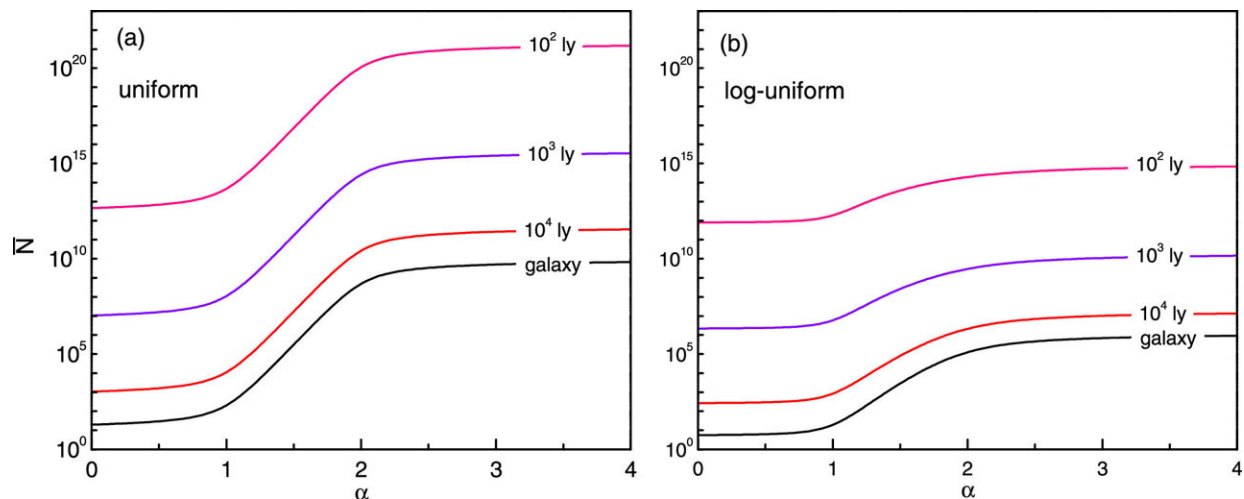 (a)
uniform
10² ly
10³ ly
10⁴ ly
galaxy
10²⁰
10¹⁵
10¹⁰
10⁵
10⁰
N̅
0 1 2 3 4
α
(b)
log-uniform
10² ly
10³ ly
10⁴ ly
galaxy
10²⁰
10¹⁵
10¹⁰
10⁵
10⁰
0 1 2 3 4
α